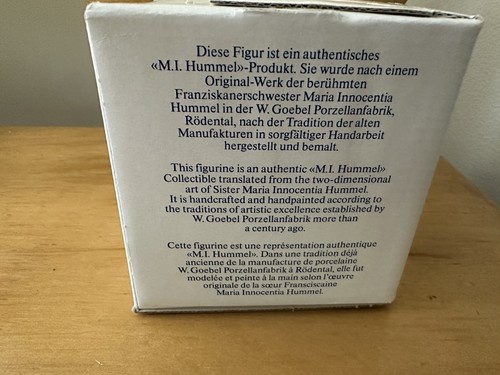 Diese Figur ist ein authentisches
«M.I. Hummel»-Produkt. Sie wurde nach einem
Original-Werk der berühmten
Franziskanerschwester Maria Innocentia
Hummel in der W. Goebel Porzellanfabrik,
Rödental, nach der Tradition der alten
Manufakturen in sorgfältiger Handarbeit
hergestellt und bemalt.
This figurine is an authentic «M.I. Hummel»
Collectible translated from the two-dimensional
art of Sister Maria Innocentia Hummel.
It is handcrafted and handpainted according to
the traditions of artistic excellence established by
W. Goebel Porzellanfabrik more than
a century ago.
Cette figurine est une représentation authentique
«M.I. Hummel». Dans une tradition déjà
ancienne de la manufacture de porcelaine
W. Goebel Porzellanfabrik à Rödental, elle fut
modelée et peinte à la main selon l'œuvre
originale de la sœur Fransciscaine
Maria Innocentia Hummel.